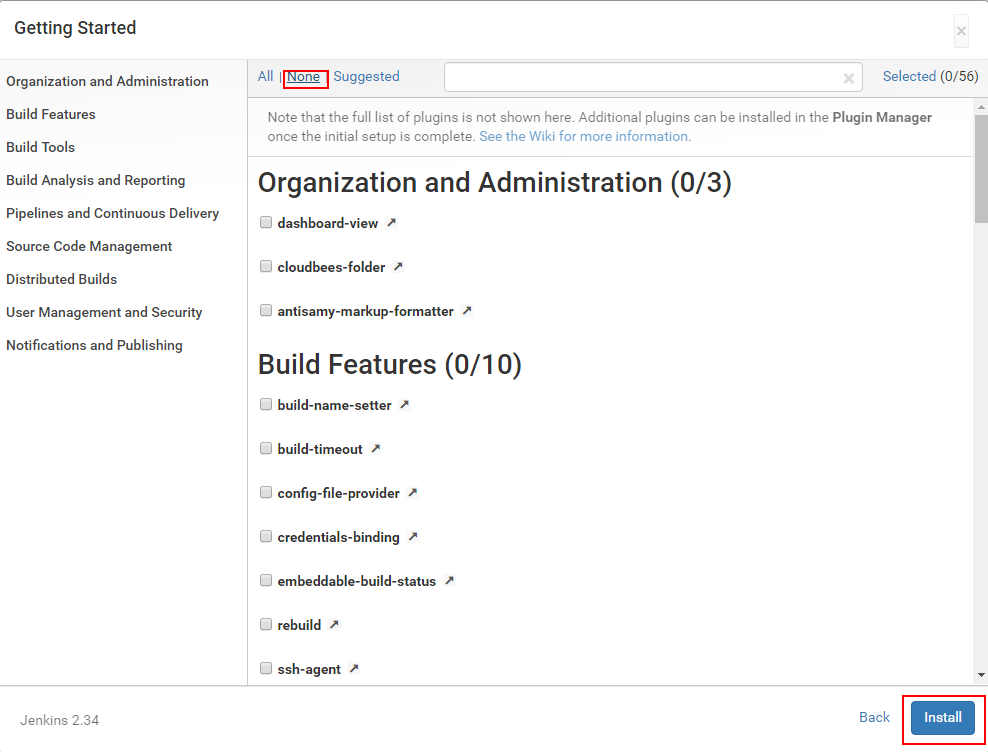 Getting Started
×
Organization and Administration
Build Features
Build Tools
Build Analysis and Reporting
Pipelines and Continuous Delivery
Source Code Management
Distributed Builds
User Management and Security
Notifications and Publishing
All | None | Suggested
×
Selected (0/56)
Note that the full list of plugins is not shown here. Additional plugins can be installed in the Plugin Manager
once the initial setup is complete. See the Wiki for more information.
Organization and Administration (0/3)
dashboard-view
cloudbees-folder
antisamy-markup-formatter
Build Features (0/10)
build-name-setter
build-timeout
config-file-provider
credentials-binding
embeddable-build-status
rebuild
ssh-agent
Jenkins 2.34
Back
Install